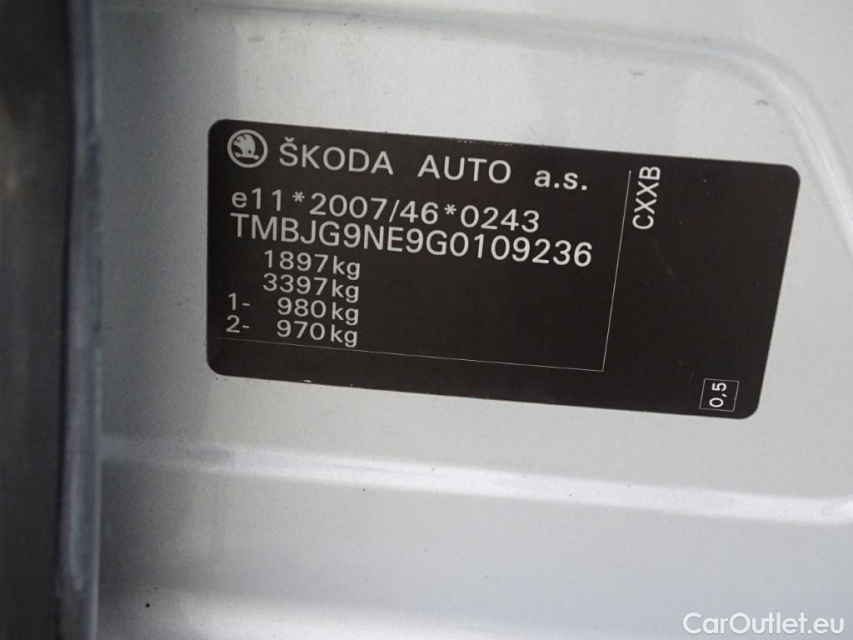 ŠKODA AUTO a.s.
e11*2007/46*0243
TMBJG9NE9G0109236
1897kg
3397kg
1- 980kg
2- 970kg
CXXB
0,5
CarOutlet.eu